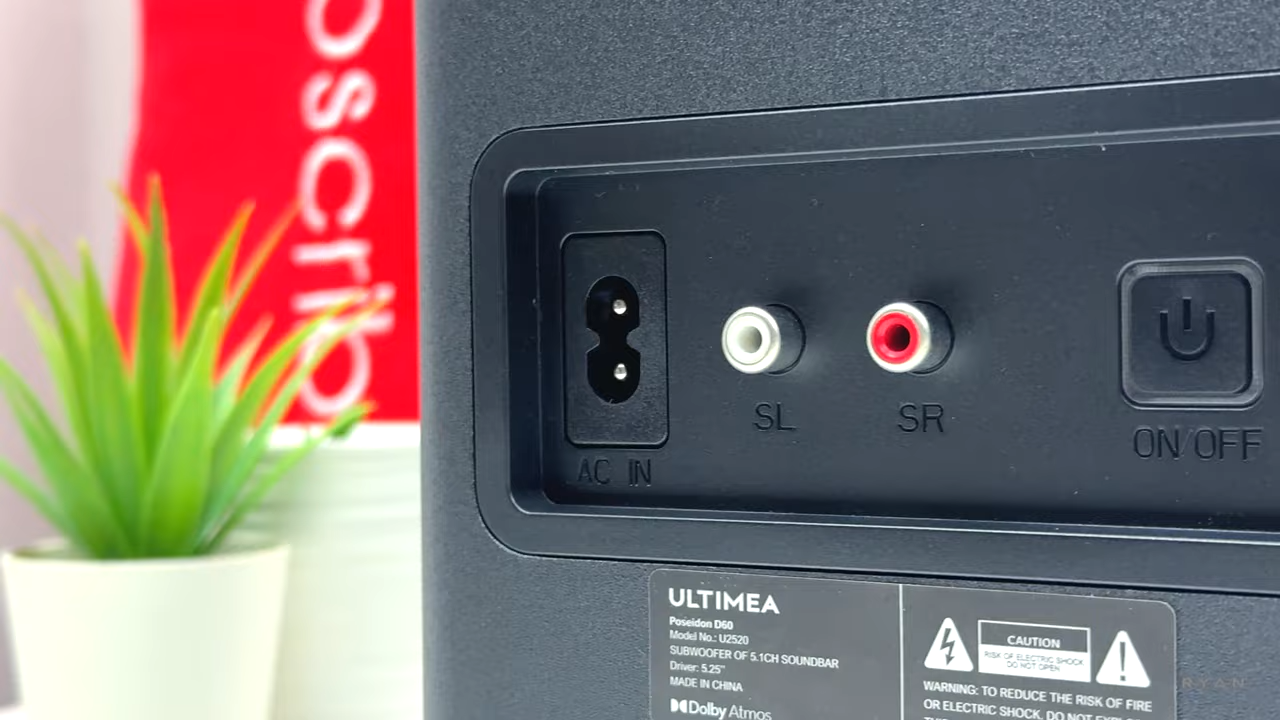 oscrib
AC IN
SL
SR
ON/OFF
ULTIMEA
Poseidon D60
Model No.: U2520
SUBWOOFER OF 5.1CH SOUNDBAR
Driver: 5.25"
MADE IN CHINA
Dolby Atmos
CAUTION
RISK OF ELECTRIC SHOCK
DO NOT OPEN
WARNING: TO REDUCE THE RISK OF FIRE
OR ELECTRIC SHOCK, DO NOT
RYAN